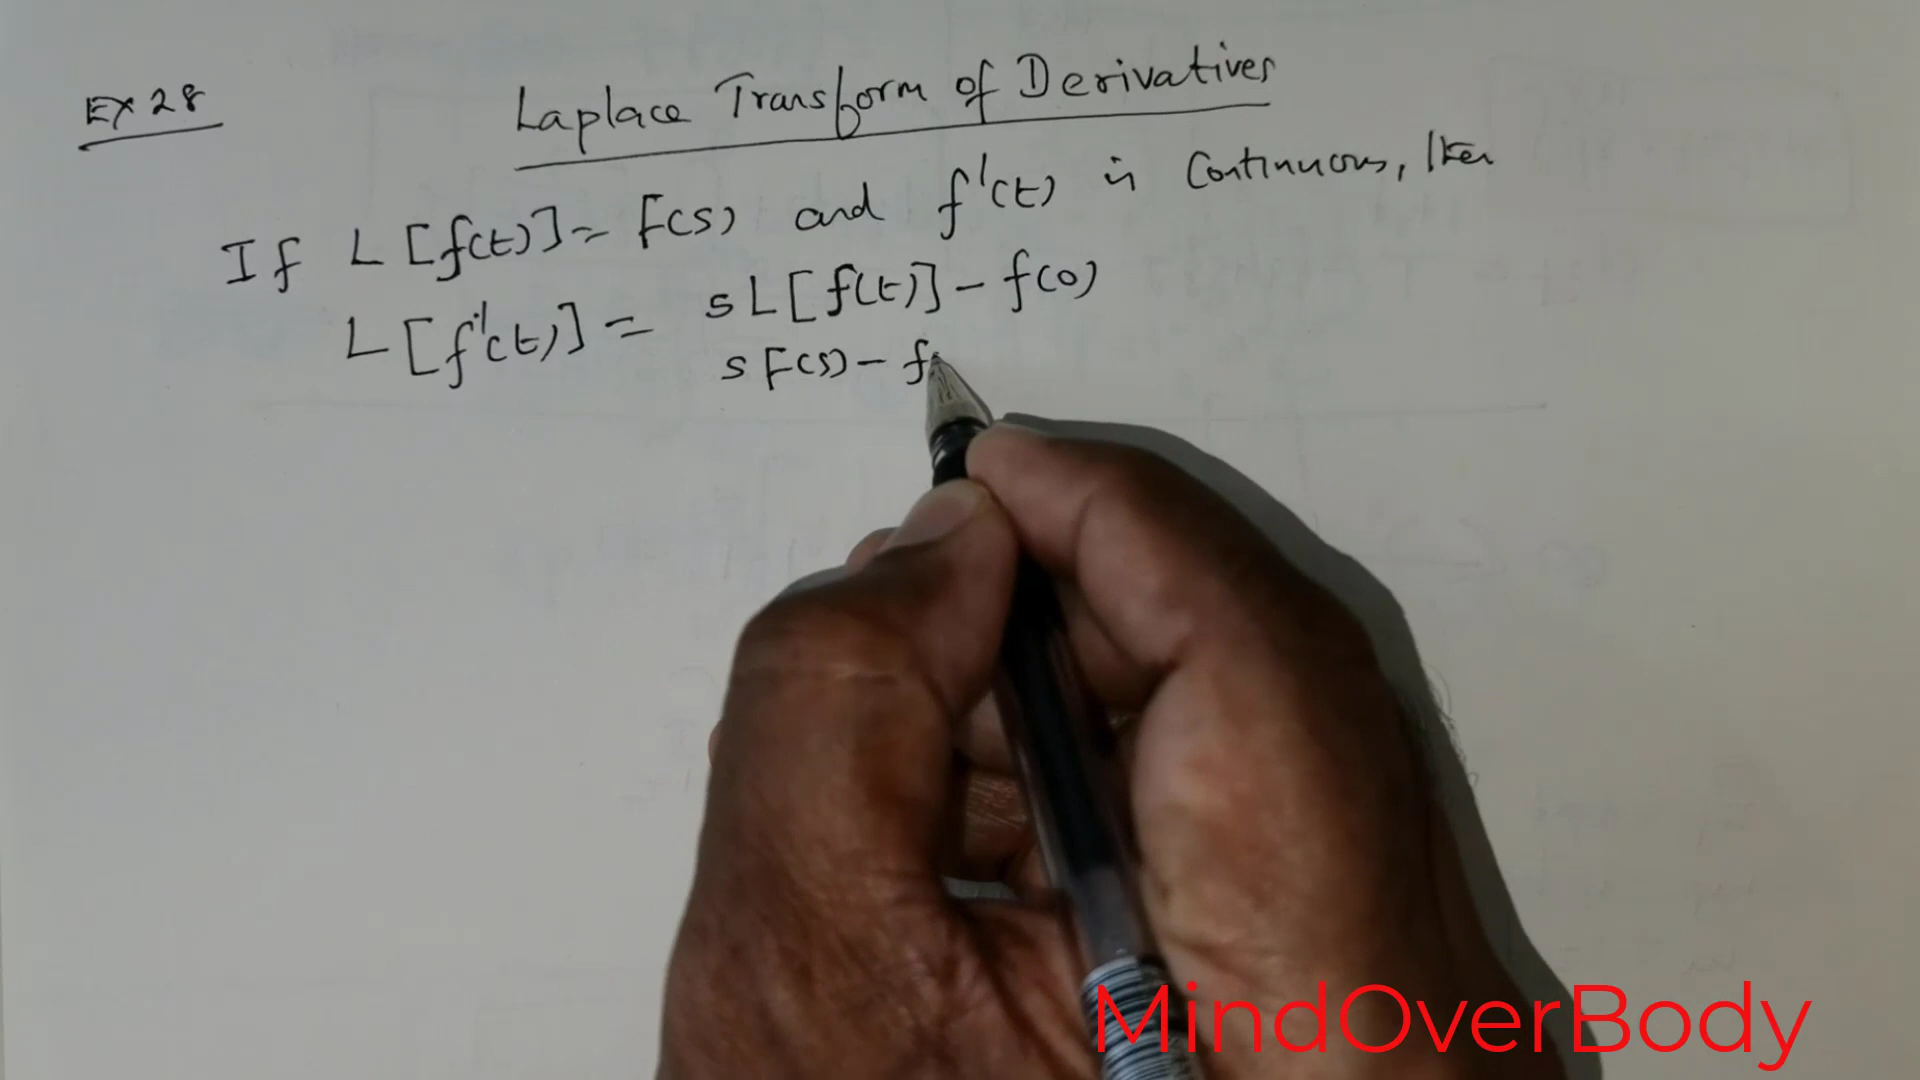 EX 28
Laplace Transform of Derivatives
If L[f(t)] = F(s) and f'(t) is Continuous, then
L[f'(t)] = sL[f(t)] - f(0)
sF(s) - f
MindOverBody